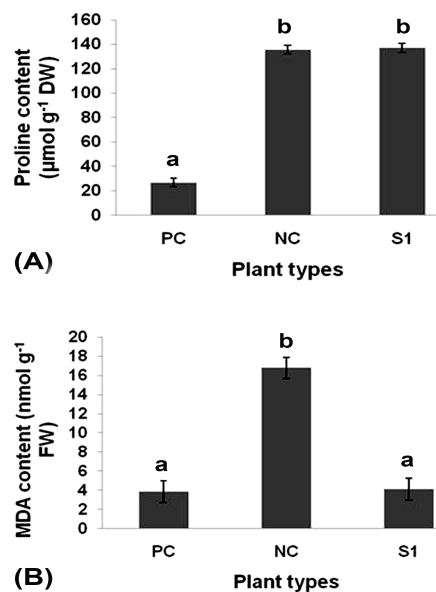 160
140
120
100
80
60
40
20
0
Proline content
(µmol g-1 DW)
a
b
b
PC NC S1
(A)
Plant types
20
18
16
14
12
10
8
6
4
2
0
MDA content (nmol g-1
FW)
a
b
a
PC NC S1
(B)
Plant types